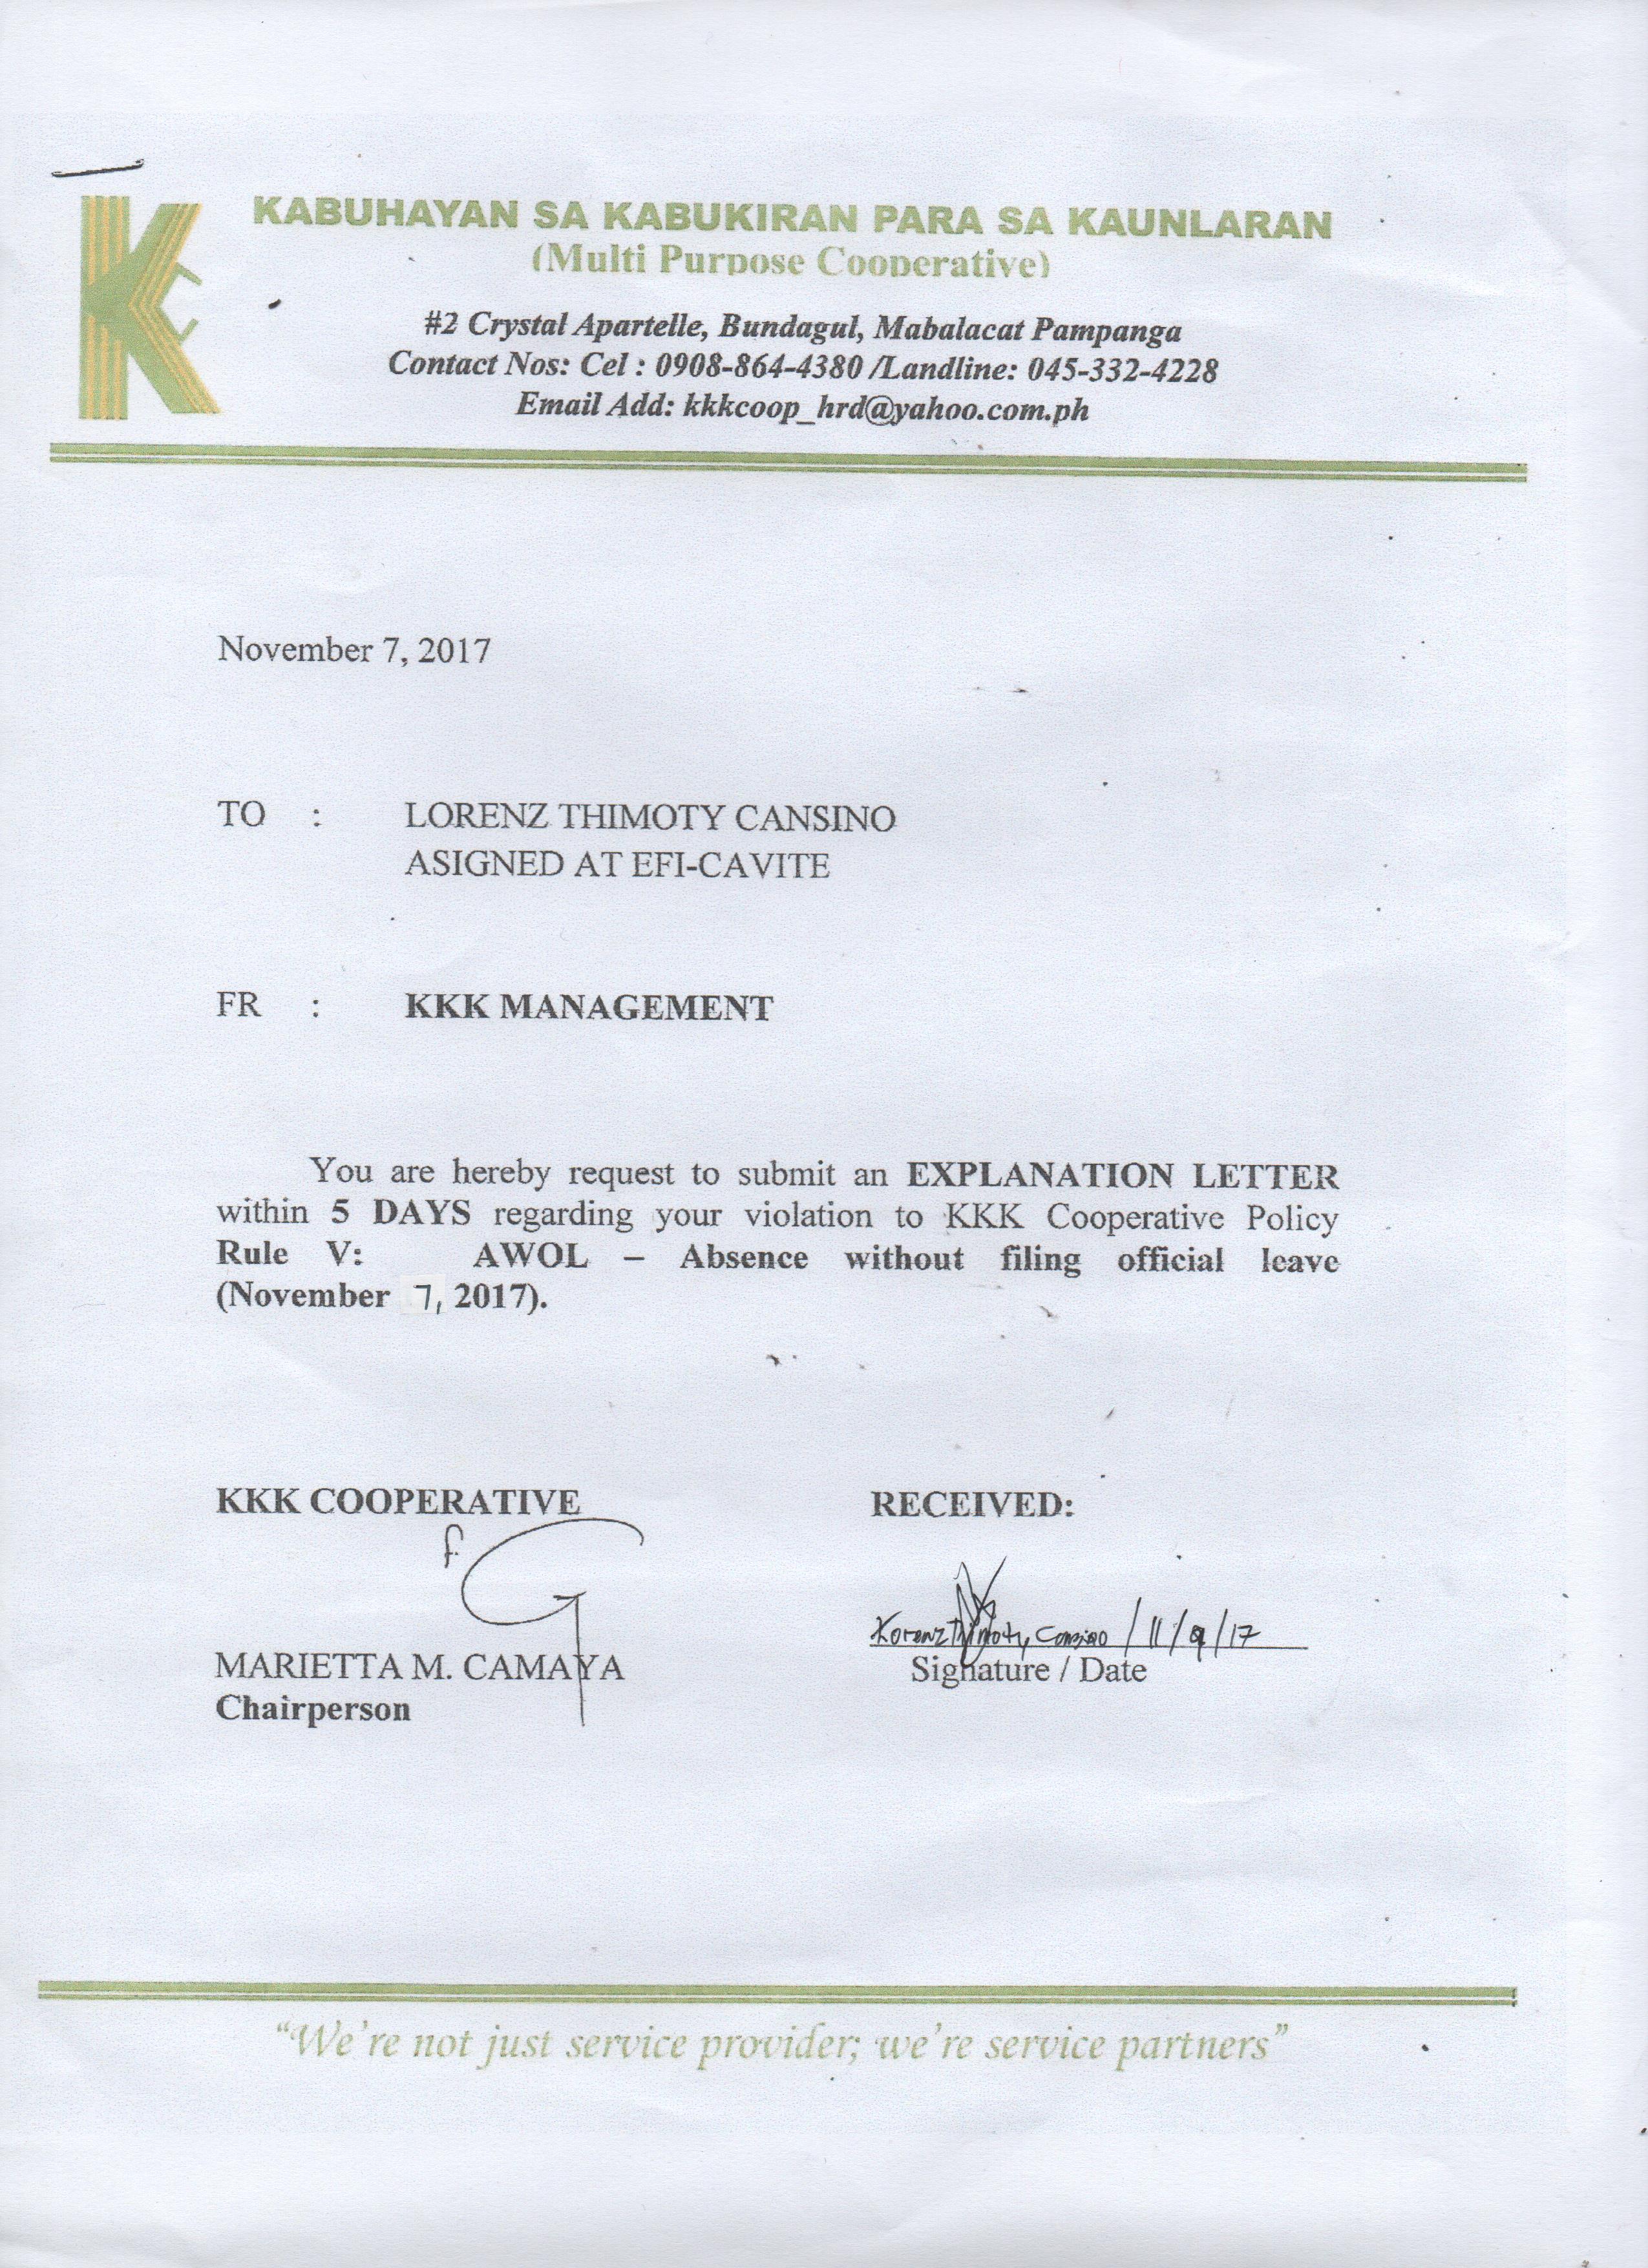 KABUHAYAN SA KABUKIRAN PARA SA KAUNLARAN
(Multi Purpose Cooperative)
#2 Crystal Apartelle, Bundagul, Mabalacat Pampanga
Contact Nos: Cel : 0908-864-4380 /Landline: 045-332-4228
Email Add: kkkcoop_hrd@yahoo.com.ph
November 7, 2017
TO : LORENZ THIMOTY CANSINO
ASIGNED AT EFI-CAVITE
FR : KKK MANAGEMENT
You are hereby request to submit an EXPLANATION LETTER
within 5 DAYS regarding your violation to KKK Cooperative Policy
Rule V: AWOL – Absence without filing official leave
(November 7, 2017).
KKK COOPERATIVE
RECEIVED:
Lorenz Thimoty Cansino / 11/9/17
MARIETTA M. CAMAYA
Signature / Date
Chairperson
“We’re not just service provider; we’re service partners”